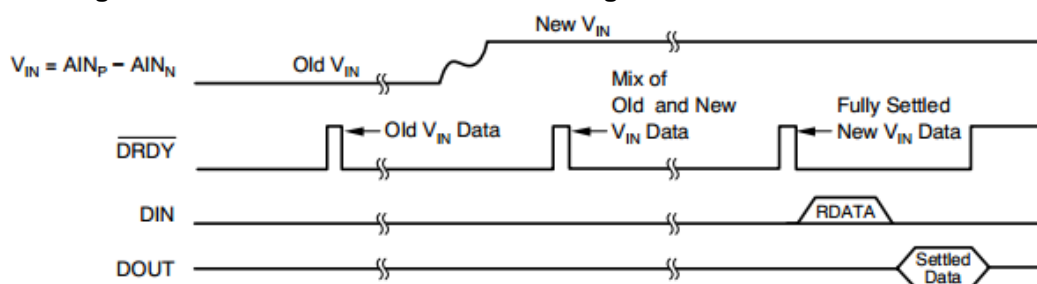 New V_IN
V_IN = AIN_P − AIN_N
Old V_IN
Mix of
Old and New
V_IN Data
Fully Settled
New V_IN Data
DRDY
Old V_IN Data
DIN
RDATA
DOUT
Settled
Data